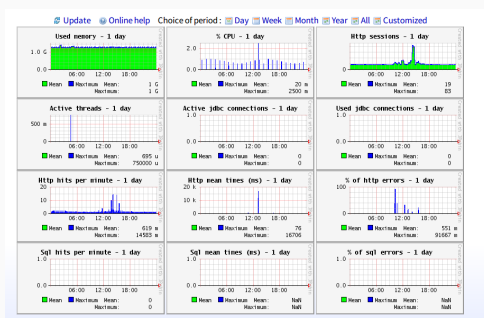 Update Online help Choice of period : Day Week Month Year All Customized
Used memory - 1 day
1.0 G
0.0
06:00 12:00 18:00
Mean Maximum Mean: 1 G
Maximum: 1 G
% CPU - 1 day
2.0
0.0
06:00 12:00 18:00
Mean Maximum Mean: 20 m
Maximum: 2500 m
Http sessions - 1 day
0.0
06:00 12:00 18:00
Mean Maximum Mean: 19
Maximum: 83
Active threads - 1 day
500 m
06:00 12:00 18:00
Mean Maximum Mean: 695 u
Maximum: 750000 u
Active jdbc connections - 1 day
1.0
0.0
06:00 12:00 18:00
Mean Maximum Mean: 0
Maximum: 0
Used jdbc connections - 1 day
1.0
0.0
06:00 12:00 18:00
Mean Maximum Mean: 0
Maximum: 0
Http hits per minute - 1 day
20
10
0
06:00 12:00 18:00
Mean Maximum Mean: 619 m
Maximum: 14583 m
Http mean times (ms) - 1 day
20 k
10 k
0
06:00 12:00 18:00
Mean Maximum Mean: 76
Maximum: 16706
% of http errors - 1 day
100
0
06:00 12:00 18:00
Mean Maximum Mean: 551 m
Maximum: 91667 m
Sql hits per minute - 1 day
1.0
0.0
06:00 12:00 18:00
Mean Maximum Mean: 0
Maximum: 0
Sql mean times (ms) - 1 day
1.0
0.0
06:00 12:00 18:00
Mean Maximum Mean: NaN
Maximum: NaN
% of sql errors - 1 day
1.0
0.0
06:00 12:00 18:00
Mean Maximum Mean: NaN
Maximum: NaN